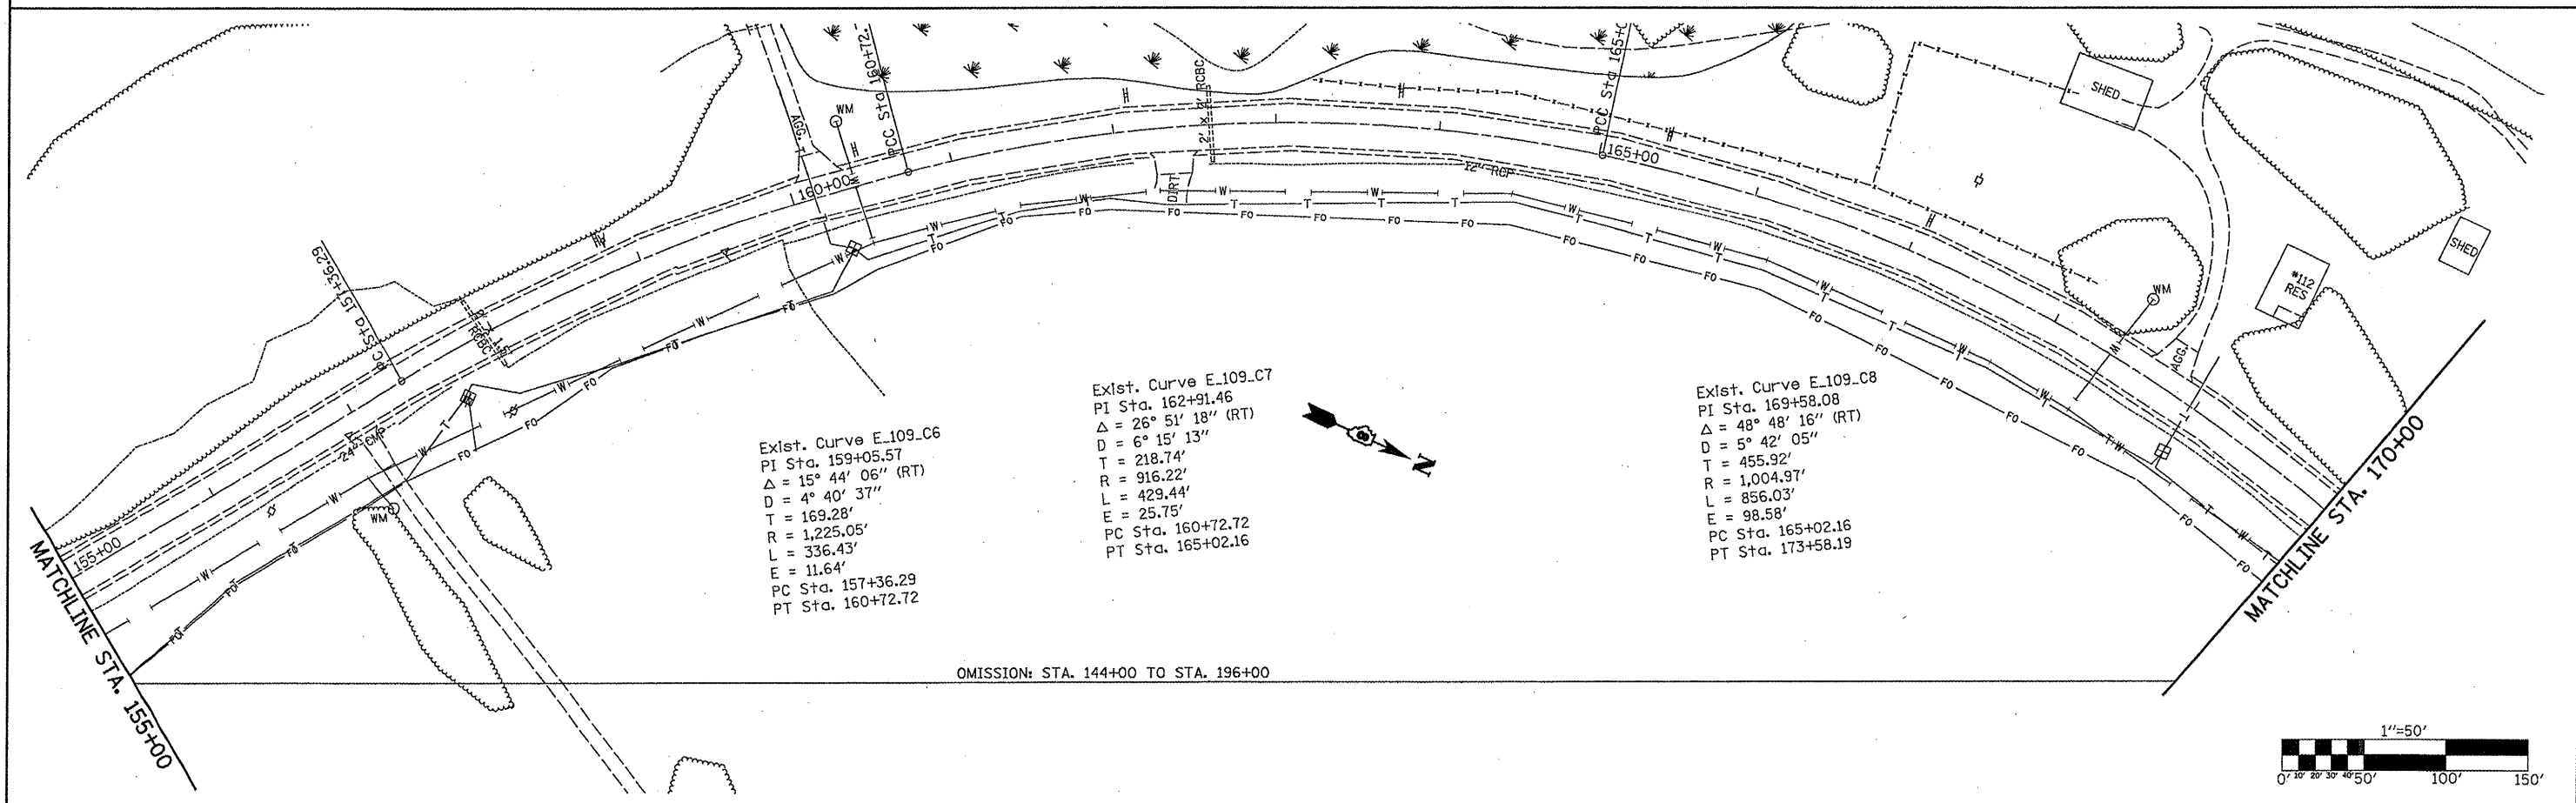 PCC Sta 160+72.
PCC Sta 165+0
2' X 2' RCBC
WM
AGG.
160+00
165+00
12" RCP
DIRT
SHED
SHED
#112
RES
WM
AGG.
PC Sta 157+36.29
RCBC
24" CMP
WM
155+00
W
T
FO
MATCHLINE STA. 155+00
MATCHLINE STA. 170+00
Exist. Curve E_109_C6
PI Sta. 159+05.57
Δ = 15° 44' 06" (RT)
D = 4° 40' 37"
T = 169.28'
R = 1,225.05'
L = 336.43'
E = 11.64'
PC Sta. 157+36.29
PT Sta. 160+72.72
Exist. Curve E_109_C7
PI Sta. 162+91.46
Δ = 26° 51' 18" (RT)
D = 6° 15' 13"
T = 218.74'
R = 916.22'
L = 429.44'
E = 25.75'
PC Sta. 160+72.72
PT Sta. 165+02.16
N
Exist. Curve E_109_C8
PI Sta. 169+58.08
Δ = 48° 48' 16" (RT)
D = 5° 42' 05"
T = 455.92'
R = 1,004.97'
L = 856.03'
E = 98.58'
PC Sta. 165+02.16
PT Sta. 173+58.19
OMISSION: STA. 144+00 TO STA. 196+00
1"=50'
0' 10' 20' 30' 40' 50' 100' 150'